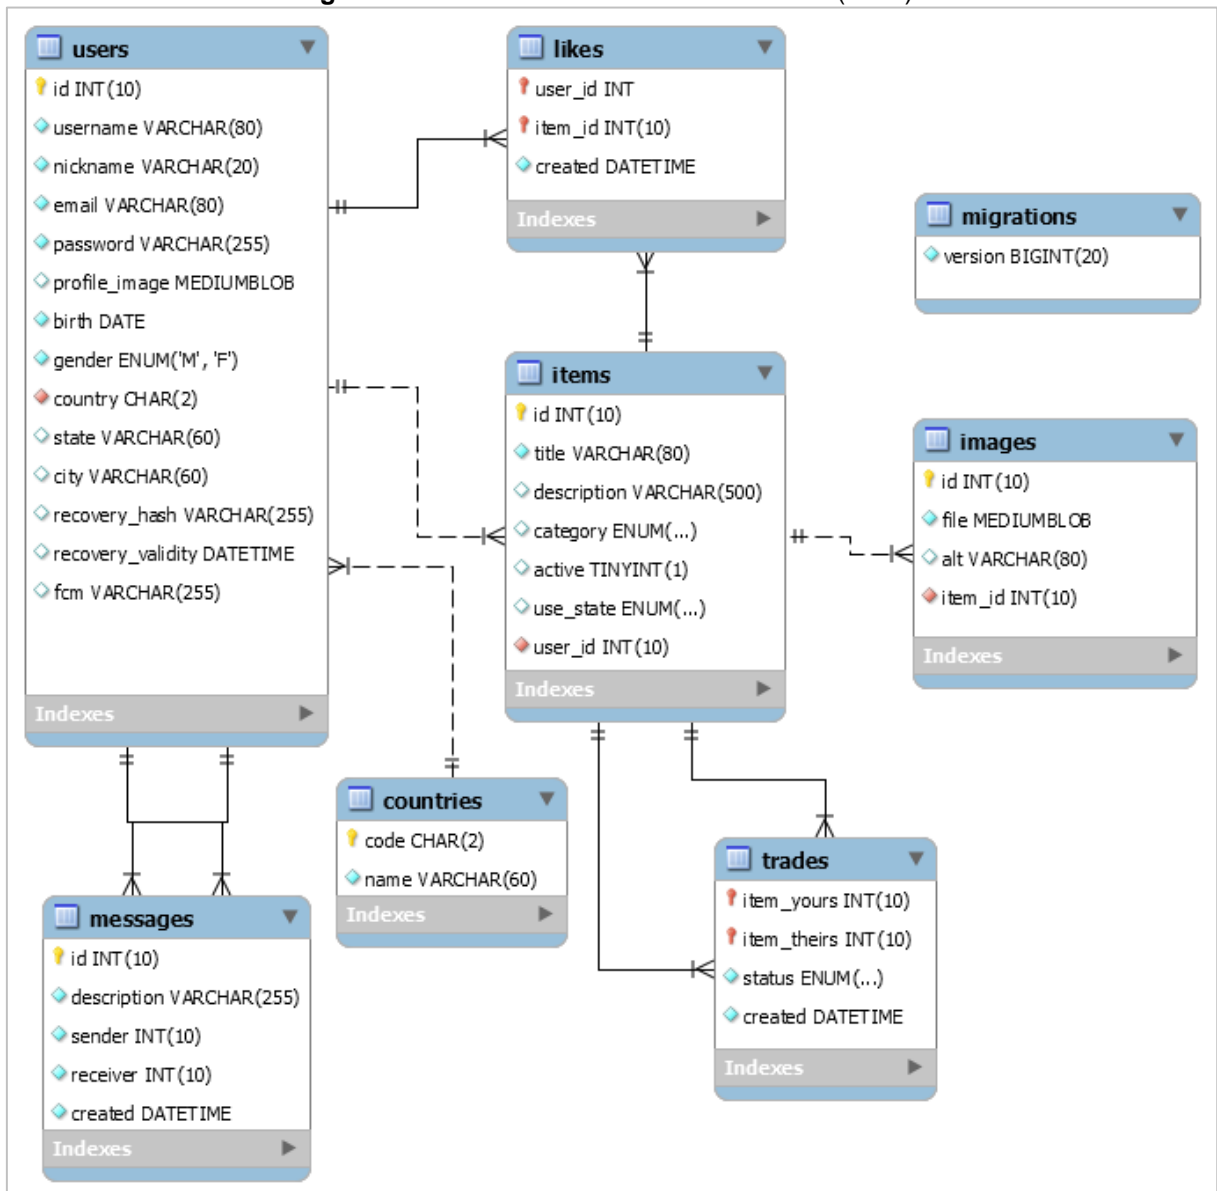 users
id INT(10)
username VARCHAR(80)
nickname VARCHAR(20)
email VARCHAR(80)
password VARCHAR(255)
profile_image MEDIUMBLOB
birth DATE
gender ENUM('M', 'F')
country CHAR(2)
state VARCHAR(60)
city VARCHAR(60)
recovery_hash VARCHAR(255)
recovery_validity DATETIME
fcm VARCHAR(255)
Indexes
likes
user_id INT
item_id INT(10)
created DATETIME
Indexes
migrations
version BIGINT(20)
items
id INT(10)
title VARCHAR(80)
description VARCHAR(500)
category ENUM(...)
active TINYINT(1)
use_state ENUM(...)
user_id INT(10)
Indexes
images
id INT(10)
file MEDIUMBLOB
alt VARCHAR(80)
item_id INT(10)
Indexes
countries
code CHAR(2)
name VARCHAR(60)
Indexes
trades
item_yours INT(10)
item_theirs INT(10)
status ENUM(...)
created DATETIME
Indexes
messages
id INT(10)
description VARCHAR(255)
sender INT(10)
receiver INT(10)
created DATETIME
Indexes